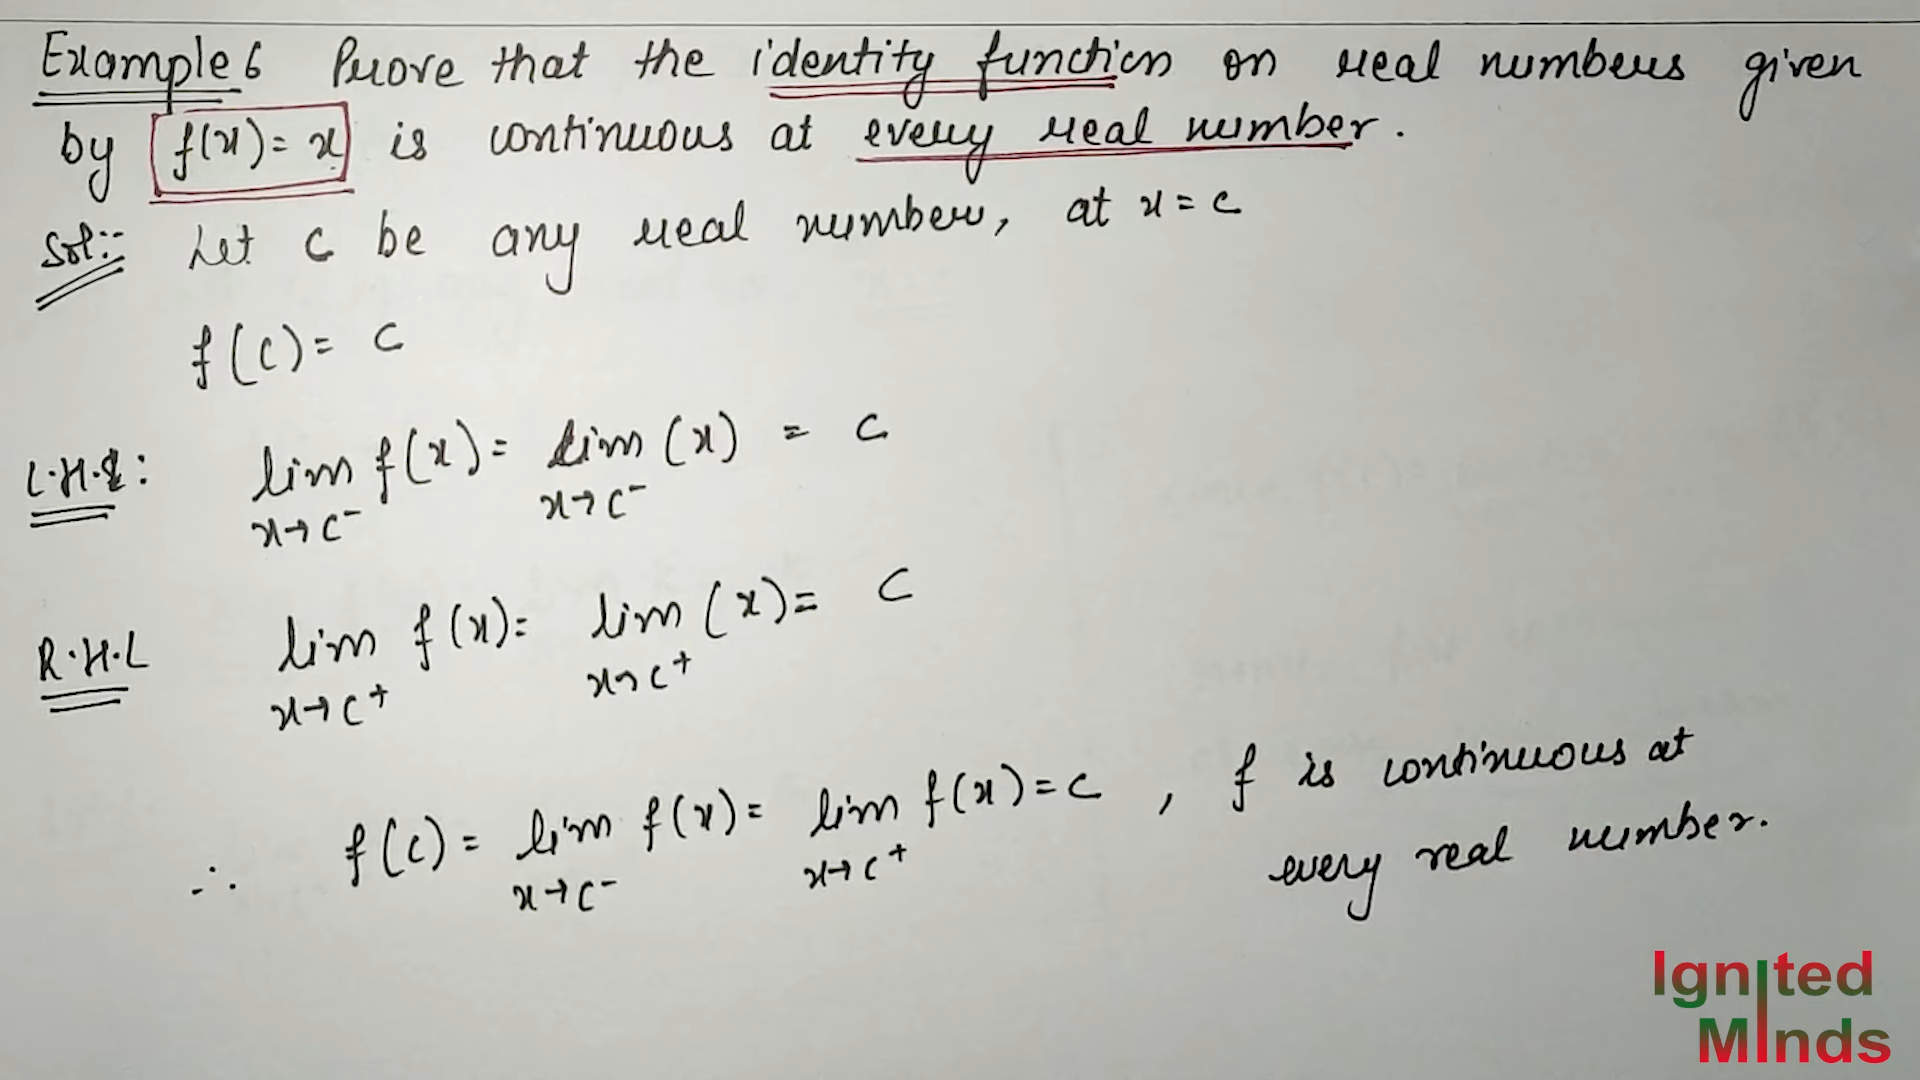 Example 6 Prove that the identity function on real numbers given
by f(x) = x is continuous at every real number.
Sol:- Let c be any real number, at x = c
f(c) = c
L.H.L: lim f(x) = lim (x) = c
x→c⁻ x→c⁻
R.H.L lim f(x) = lim (x) = c
x→c⁺ x→c⁺
∴ f(c) = lim f(x) = lim f(x) = c , f is continuous at
x→c⁻ x→c⁺ every real number.
Ignited
Minds